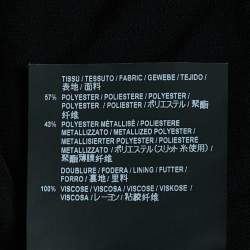 TISSU / TESSUTO / FABRIC / GEWEBE / TEJIDO /
表地 / 面料
57% POLYESTER / POLIESTERE / POLYESTER /
POLYESTER / POLIESTER / ポリエステル / 聚酯
纤维
43% POLYESTER MÉTALLISÉ / POLIESTERE
METALLIZZATO / METALLIZED POLYESTER /
METALLISIERTER POLYESTER / POLIESTER
METALIZZATO / ポリエステル(スリット糸使用) /
聚酯薄膜纤维
DOUBLURE / FODERA / LINING / FUTTER /
FORRO / 裏地 / 里料
100% VISCOSE / VISCOSA / VISCOSE / VISKOSE /
VISCOSA / レーヨン / 粘胶纤维